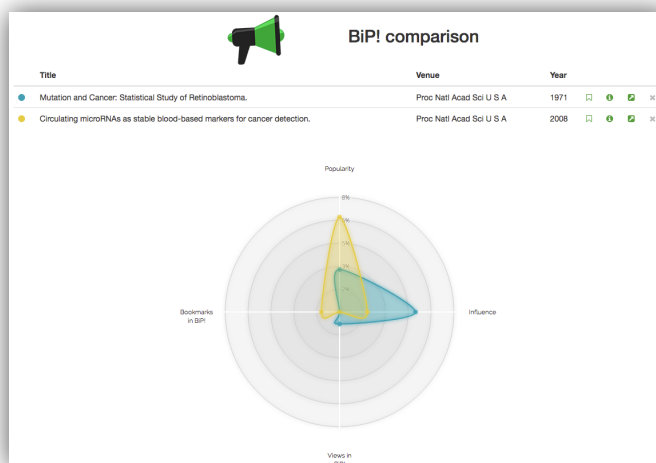 BiP! comparison
Title Venue Year
Mutation and Cancer: Statistical Study of Retinoblastoma. Proc Natl Acad Sci U S A 1971
Circulating microRNAs as stable blood-based markers for cancer detection. Proc Natl Acad Sci U S A 2008
Popularity
8%
Bookmarks
in BiP!
Influence
Views in